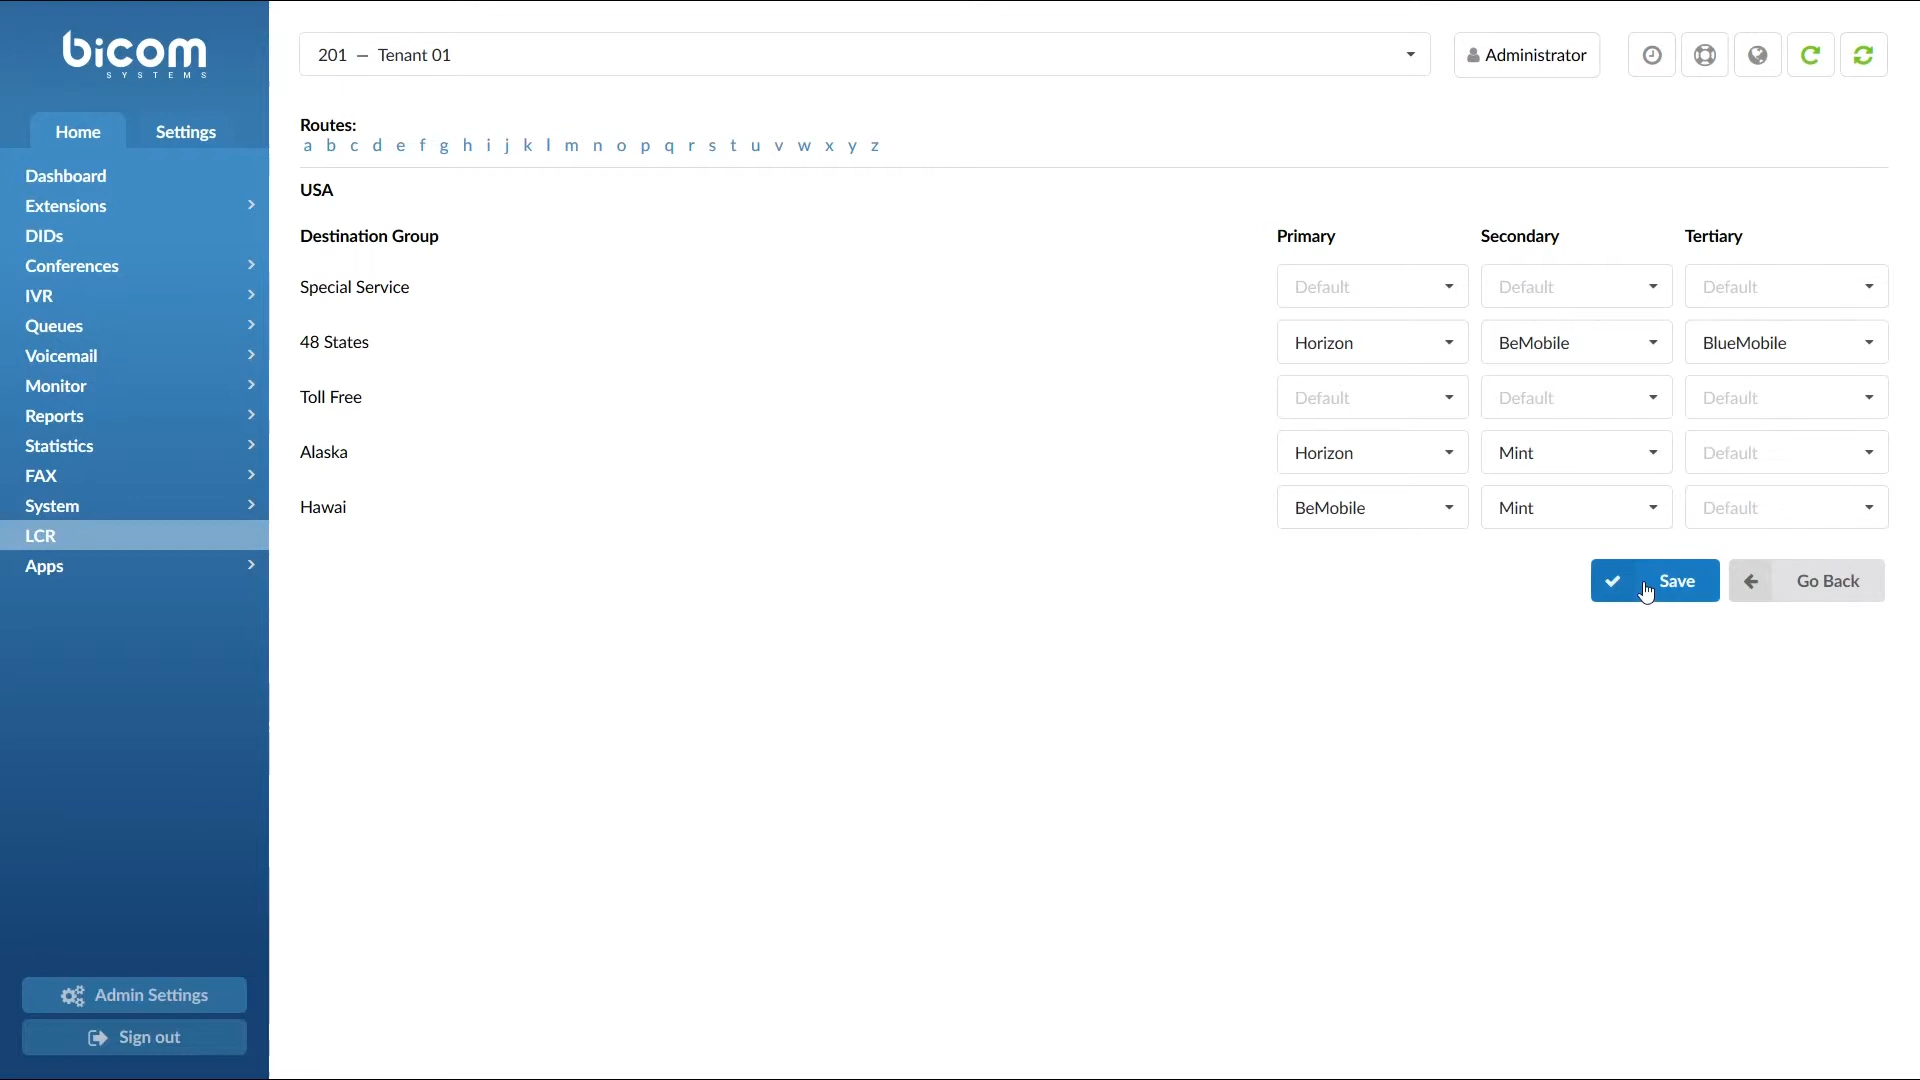 bicom
SYSTEMS
Home Settings
Dashboard
Extensions
DIDs
Conferences
IVR
Queues
Voicemail
Monitor
Reports
Statistics
FAX
System
LCR
Apps
Admin Settings
Sign out
201 — Tenant 01
Administrator
Routes:
a b c d e f g h i j k l m n o p q r s t u v w x y z
USA
Destination Group Primary Secondary Tertiary
Special Service Default Default Default
48 States Horizon BeMobile BlueMobile
Toll Free Default Default Default
Alaska Horizon Mint Default
Hawai BeMobile Mint Default
Save Go Back